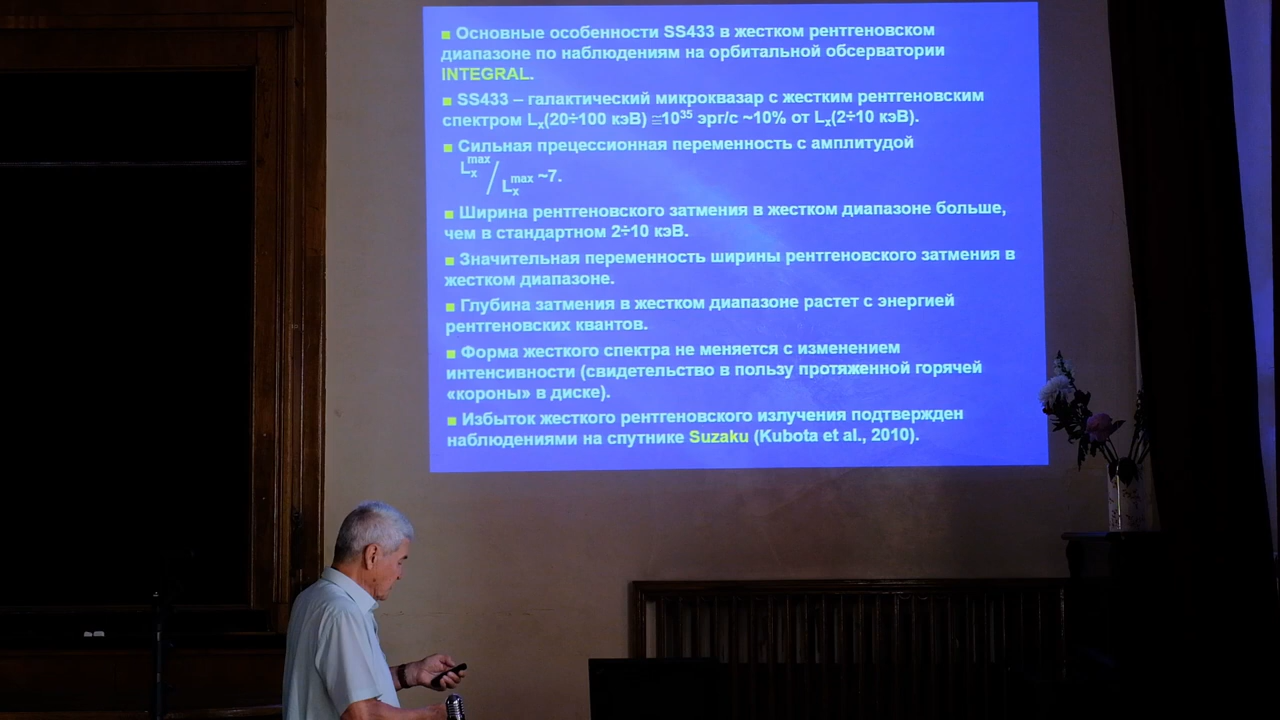 ▪ Основные особенности SS433 в жестком рентгеновском
диапазоне по наблюдениям на орбитальной обсерватории
INTEGRAL.
▪ SS433 – галактический микроквазар с жестким рентгеновским
спектром Lx(20÷100 кэВ) ≅10³⁵ эрг/с ~10% от Lx(2÷10 кэВ).
▪ Сильная прецессионная переменность с амплитудой
Lx max / Lx max ~7.
▪ Ширина рентгеновского затмения в жестком диапазоне больше,
чем в стандартном 2÷10 кэВ.
▪ Значительная переменность ширины рентгеновского затмения в
жестком диапазоне.
▪ Глубина затмения в жестком диапазоне растет с энергией
рентгеновских квантов.
▪ Форма жесткого спектра не меняется с изменением
интенсивности (свидетельство в пользу протяженной горячей
«короны» в диске).
▪ Избыток жесткого рентгеновского излучения подтвержден
наблюдениями на спутнике Suzaku (Kubota et al., 2010).